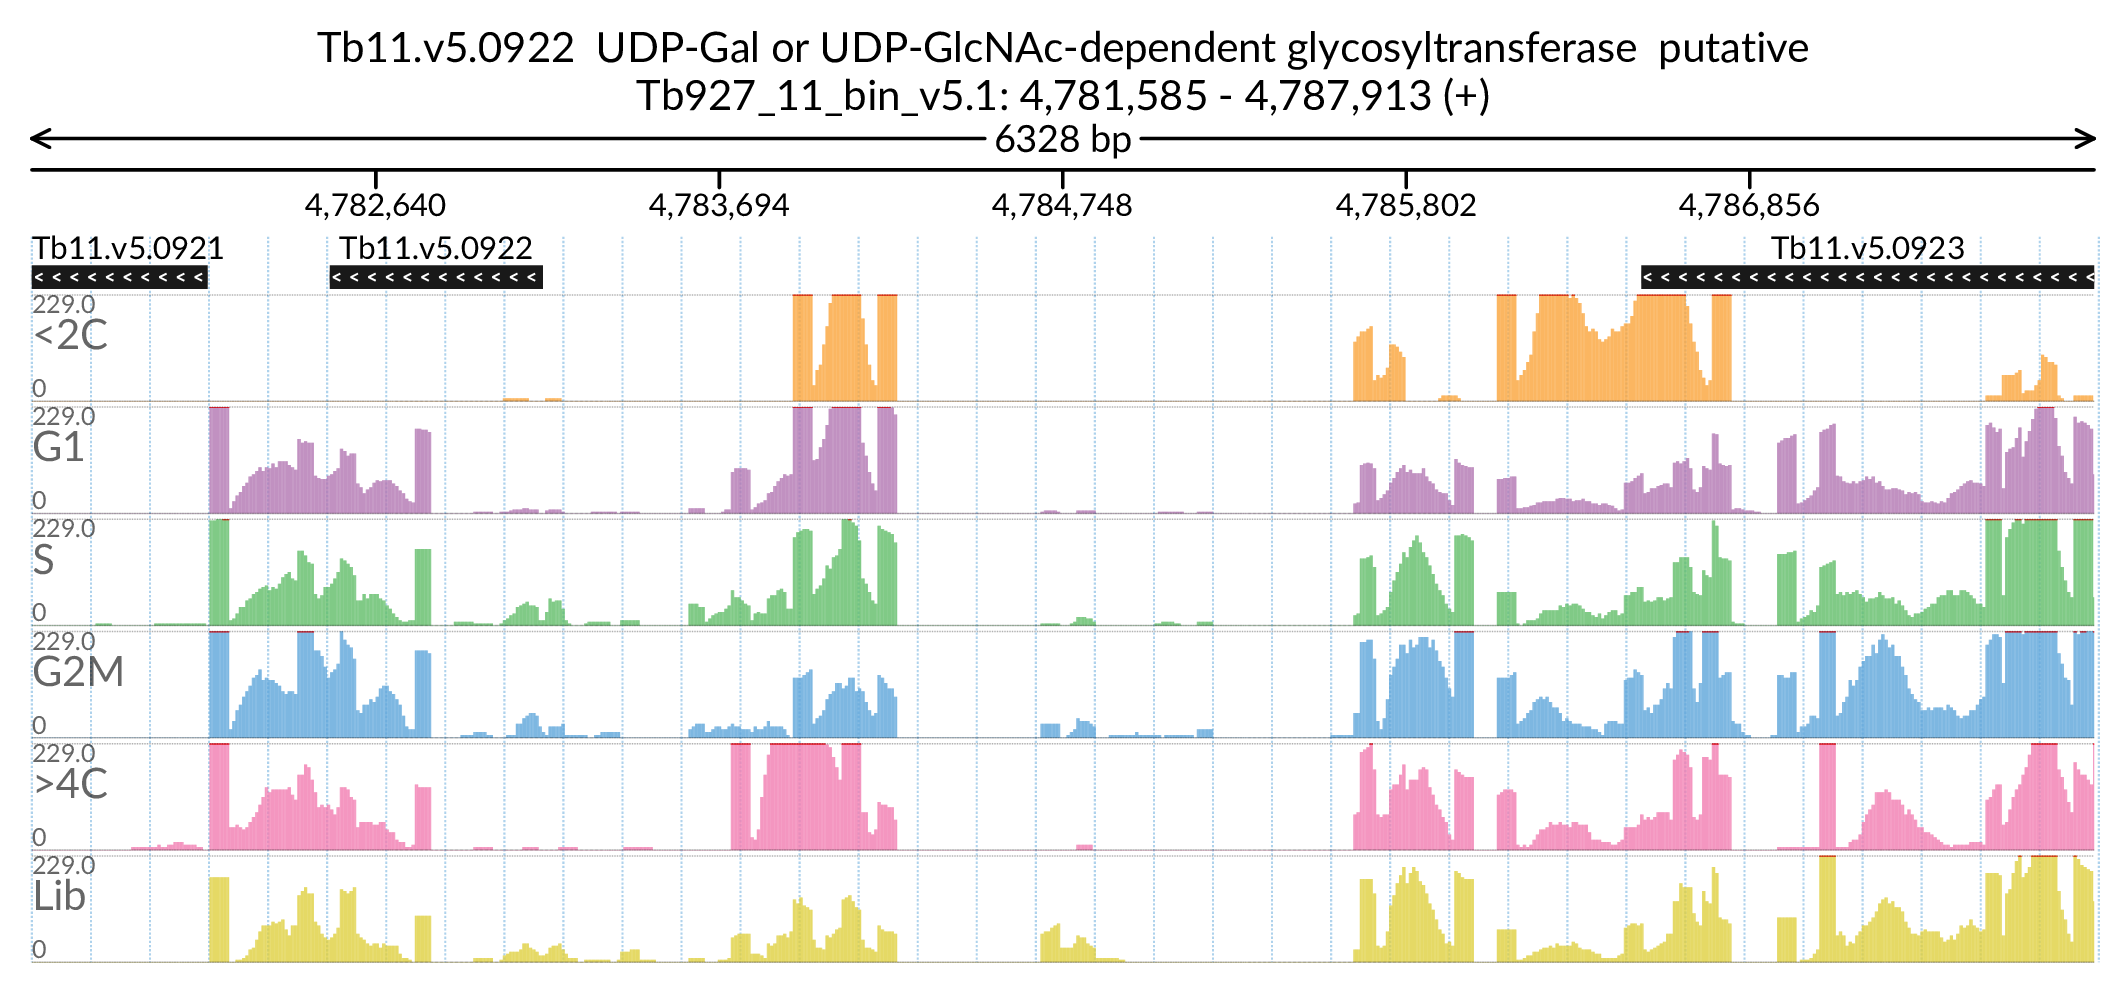 Tb11.v5.0922  UDP-Gal or UDP-GlcNAc-dependent glycosyltransferase  putative
Tb927_11_bin_v5.1: 4,781,585 - 4,787,913 (+)
6328 bp
4,782,640 4,783,694 4,784,748 4,785,802 4,786,856
Tb11.v5.0921 Tb11.v5.0922 Tb11.v5.0923
229.0
<2C
0
229.0
G1
0
229.0
S
0
229.0
G2M
0
229.0
>4C
0
229.0
Lib
0